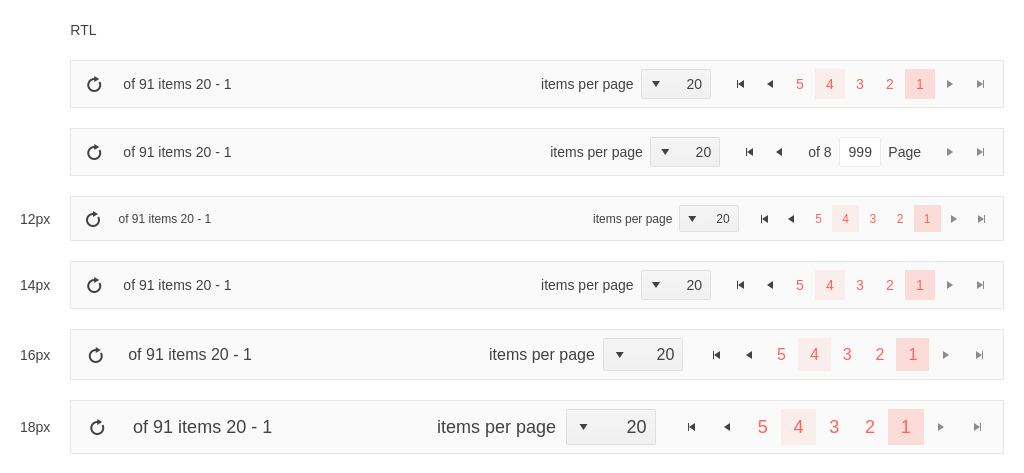 RTL
of 91 items 20 - 1 items per page 20 5 4 3 2 1
of 91 items 20 - 1 items per page 20 of 8 999 Page
12px of 91 items 20 - 1 items per page 20 5 4 3 2 1
14px of 91 items 20 - 1 items per page 20 5 4 3 2 1
16px of 91 items 20 - 1 items per page 20 5 4 3 2 1
18px of 91 items 20 - 1 items per page 20 5 4 3 2 1